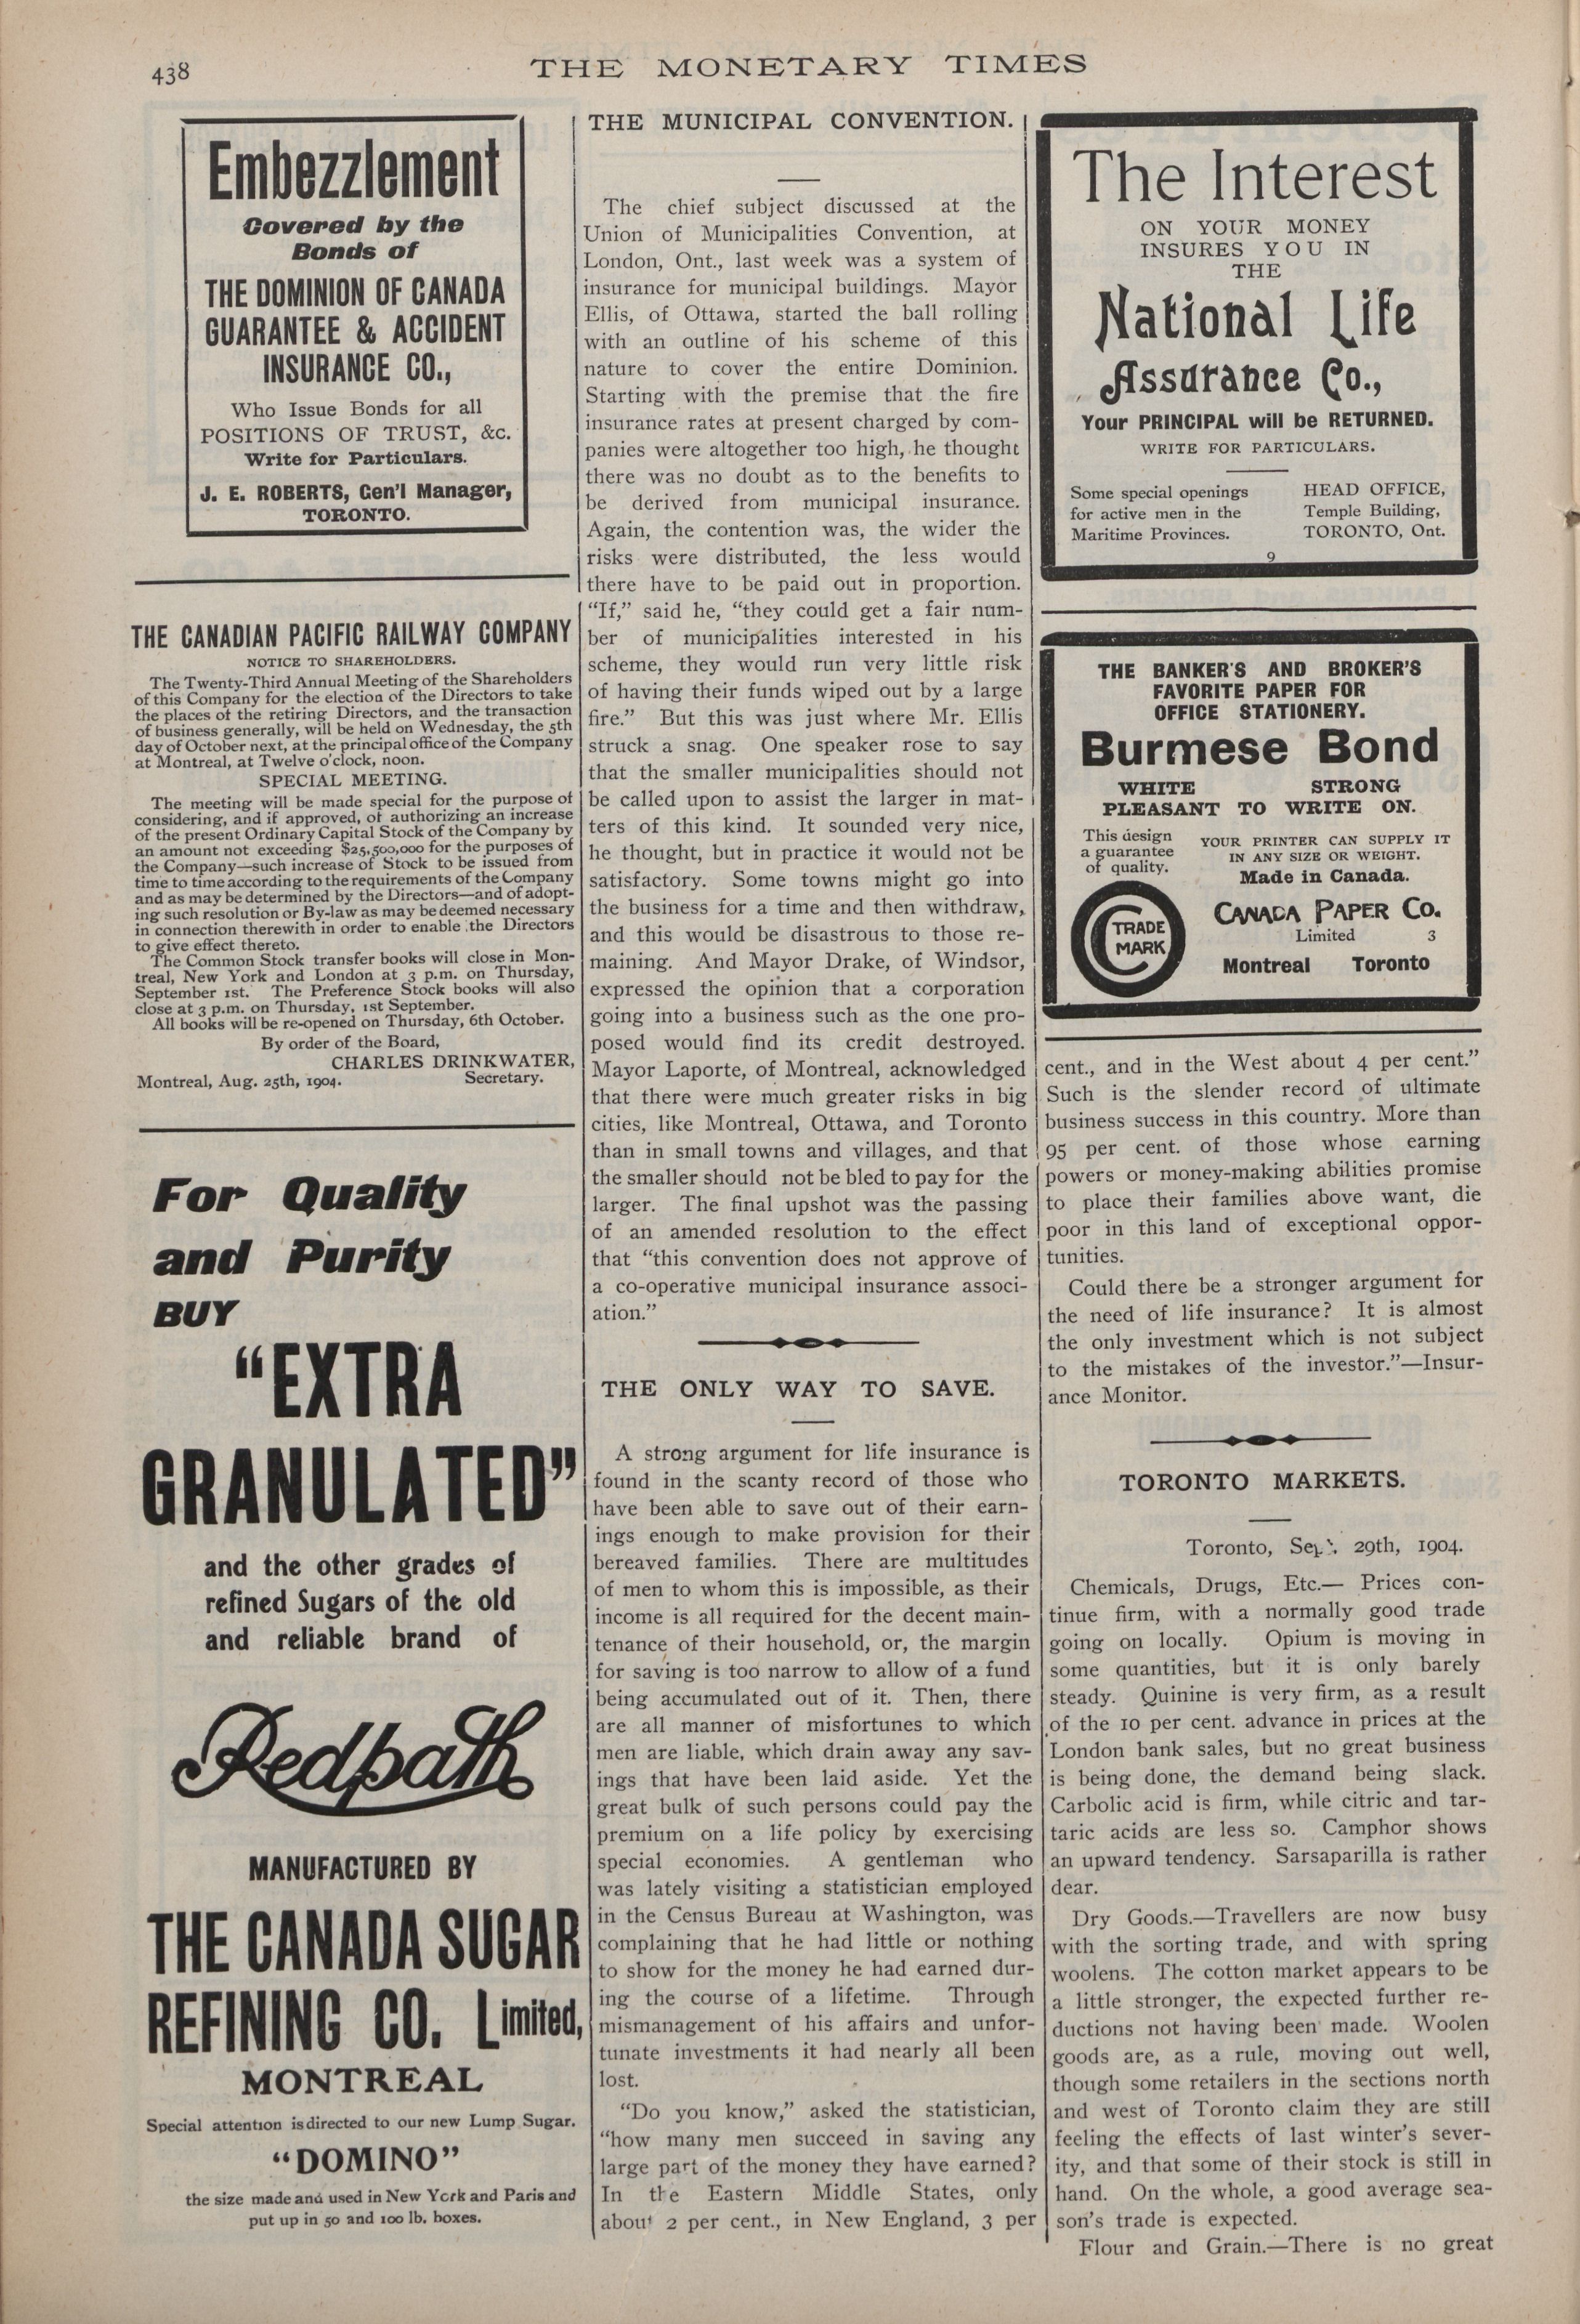 438
THE MONETARY TIMES
Embezzlement
Covered by the
Bonds of
THE DOMINION OF CANADA
GUARANTEE & ACCIDENT
INSURANCE CO.,
Who Issue Bonds for all
POSITIONS OF TRUST, &c.
Write for Particulars.
J. E. ROBERTS, Gen'l Manager,
TORONTO.
THE CANADIAN PACIFIC RAILWAY COMPANY
NOTICE TO SHAREHOLDERS.
The Twenty-Third Annual Meeting of the Shareholders
of this Company for the election of the Directors to take
the places of the retiring Directors, and the transaction
of business generally, will be held on Wednesday, the 5th
day of October next, at the principal office of the Company
at Montreal, at Twelve o'clock, noon.
SPECIAL MEETING.
The meeting will be made special for the purpose of
considering, and if approved, of authorizing an increase
of the present Ordinary Capital Stock of the Company by
an amount not exceeding $25,500,000 for the purposes of
the Company—such increase of Stock to be issued from
time to time according to the requirements of the Company
and as may be determined by the Directors—and of adopt-
ing such resolution or By-law as may be deemed necessary
in connection therewith in order to enable the Directors
to give effect thereto.
The Common Stock transfer books will close in Mon-
treal, New York and London at 3 p.m. on Thursday,
September 1st. The Preference Stock books will also
close at 3 p.m. on Thursday, 1st September.
All books will be re-opened on Thursday, 6th October.
By order of the Board,
CHARLES DRINKWATER,
Montreal, Aug. 25th, 1904. Secretary.
For Quality
and Purity
BUY
"EXTRA
GRANULATED"
and the other grades of
refined Sugars of the old
and reliable brand of
Redpath
MANUFACTURED BY
THE CANADA SUGAR
REFINING CO. Limited,
MONTREAL
Special attention is directed to our new Lump Sugar.
"DOMINO"
the size made and used in New York and Paris and
put up in 50 and 100 lb. boxes.
THE MUNICIPAL CONVENTION.
The chief subject discussed at the
Union of Municipalities Convention, at
London, Ont., last week was a system of
insurance for municipal buildings. Mayor
Ellis, of Ottawa, started the ball rolling
with an outline of his scheme of this
nature to cover the entire Dominion.
Starting with the premise that the fire
insurance rates at present charged by com-
panies were altogether too high, he thought
there was no doubt as to the benefits to
be derived from municipal insurance.
Again, the contention was, the wider the
risks were distributed, the less would
there have to be paid out in proportion.
"If," said he, "they could get a fair num-
ber of municipalities interested in his
scheme, they would run very little risk
of having their funds wiped out by a large
fire." But this was just where Mr. Ellis
struck a snag. One speaker rose to say
that the smaller municipalities should not
be called upon to assist the larger in mat-
ters of this kind. It sounded very nice,
he thought, but in practice it would not be
satisfactory. Some towns might go into
the business for a time and then withdraw,
and this would be disastrous to those re-
maining. And Mayor Drake, of Windsor,
expressed the opinion that a corporation
going into a business such as the one pro-
posed would find its credit destroyed.
Mayor Laporte, of Montreal, acknowledged
that there were much greater risks in big
cities, like Montreal, Ottawa, and Toronto
than in small towns and villages, and that
the smaller should not be bled to pay for the
larger. The final upshot was the passing
of an amended resolution to the effect
that "this convention does not approve of
a co-operative municipal insurance associ-
ation."
THE ONLY WAY TO SAVE.
A strong argument for life insurance is
found in the scanty record of those who
have been able to save out of their earn-
ings enough to make provision for their
bereaved families. There are multitudes
of men to whom this is impossible, as their
income is all required for the decent main-
tenance of their household, or, the margin
for saving is too narrow to allow of a fund
being accumulated out of it. Then, there
are all manner of misfortunes to which
men are liable, which drain away any sav-
ings that have been laid aside. Yet the
great bulk of such persons could pay the
premium on a life policy by exercising
special economies. A gentleman who
was lately visiting a statistician employed
in the Census Bureau at Washington, was
complaining that he had little or nothing
to show for the money he had earned dur-
ing the course of a lifetime. Through
mismanagement of his affairs and unfor-
tunate investments it had nearly all been
lost.
"Do you know," asked the statistician,
"how many men succeed in saving any
large part of the money they have earned?
In the Eastern Middle States, only
about 2 per cent., in New England, 3 per
The Interest
ON YOUR MONEY
INSURES YOU IN
THE
National Life
Assurance Co.,
Your PRINCIPAL will be RETURNED.
WRITE FOR PARTICULARS.
Some special openings
for active men in the
Maritime Provinces.
HEAD OFFICE,
Temple Building,
TORONTO, Ont.
9
THE BANKER'S AND BROKER'S
FAVORITE PAPER FOR
OFFICE STATIONERY.
Burmese Bond
WHITE STRONG
PLEASANT TO WRITE ON.
This design
a guarantee
of quality.
TRADE
MARK
YOUR PRINTER CAN SUPPLY IT
IN ANY SIZE OR WEIGHT.
Made in Canada.
CANADA PAPER Co.
Limited 3
Montreal Toronto
cent., and in the West about 4 per cent."
Such is the slender record of ultimate
business success in this country. More than
95 per cent. of those whose earning
powers or money-making abilities promise
to place their families above want, die
poor in this land of exceptional oppor-
tunities.
Could there be a stronger argument for
the need of life insurance? It is almost
the only investment which is not subject
to the mistakes of the investor."—Insur-
ance Monitor.
TORONTO MARKETS.
Toronto, Sept. 29th, 1904.
Chemicals, Drugs, Etc.— Prices con-
tinue firm, with a normally good trade
going on locally. Opium is moving in
some quantities, but it is only barely
steady. Quinine is very firm, as a result
of the 10 per cent. advance in prices at the
London bank sales, but no great business
is being done, the demand being slack.
Carbolic acid is firm, while citric and tar-
taric acids are less so. Camphor shows
an upward tendency. Sarsaparilla is rather
dear.
Dry Goods.—Travellers are now busy
with the sorting trade, and with spring
woolens. The cotton market appears to be
a little stronger, the expected further re-
ductions not having been made. Woolen
goods are, as a rule, moving out well,
though some retailers in the sections north
and west of Toronto claim they are still
feeling the effects of last winter's sever-
ity, and that some of their stock is still in
hand. On the whole, a good average sea-
son's trade is expected.
Flour and Grain.—There is no great